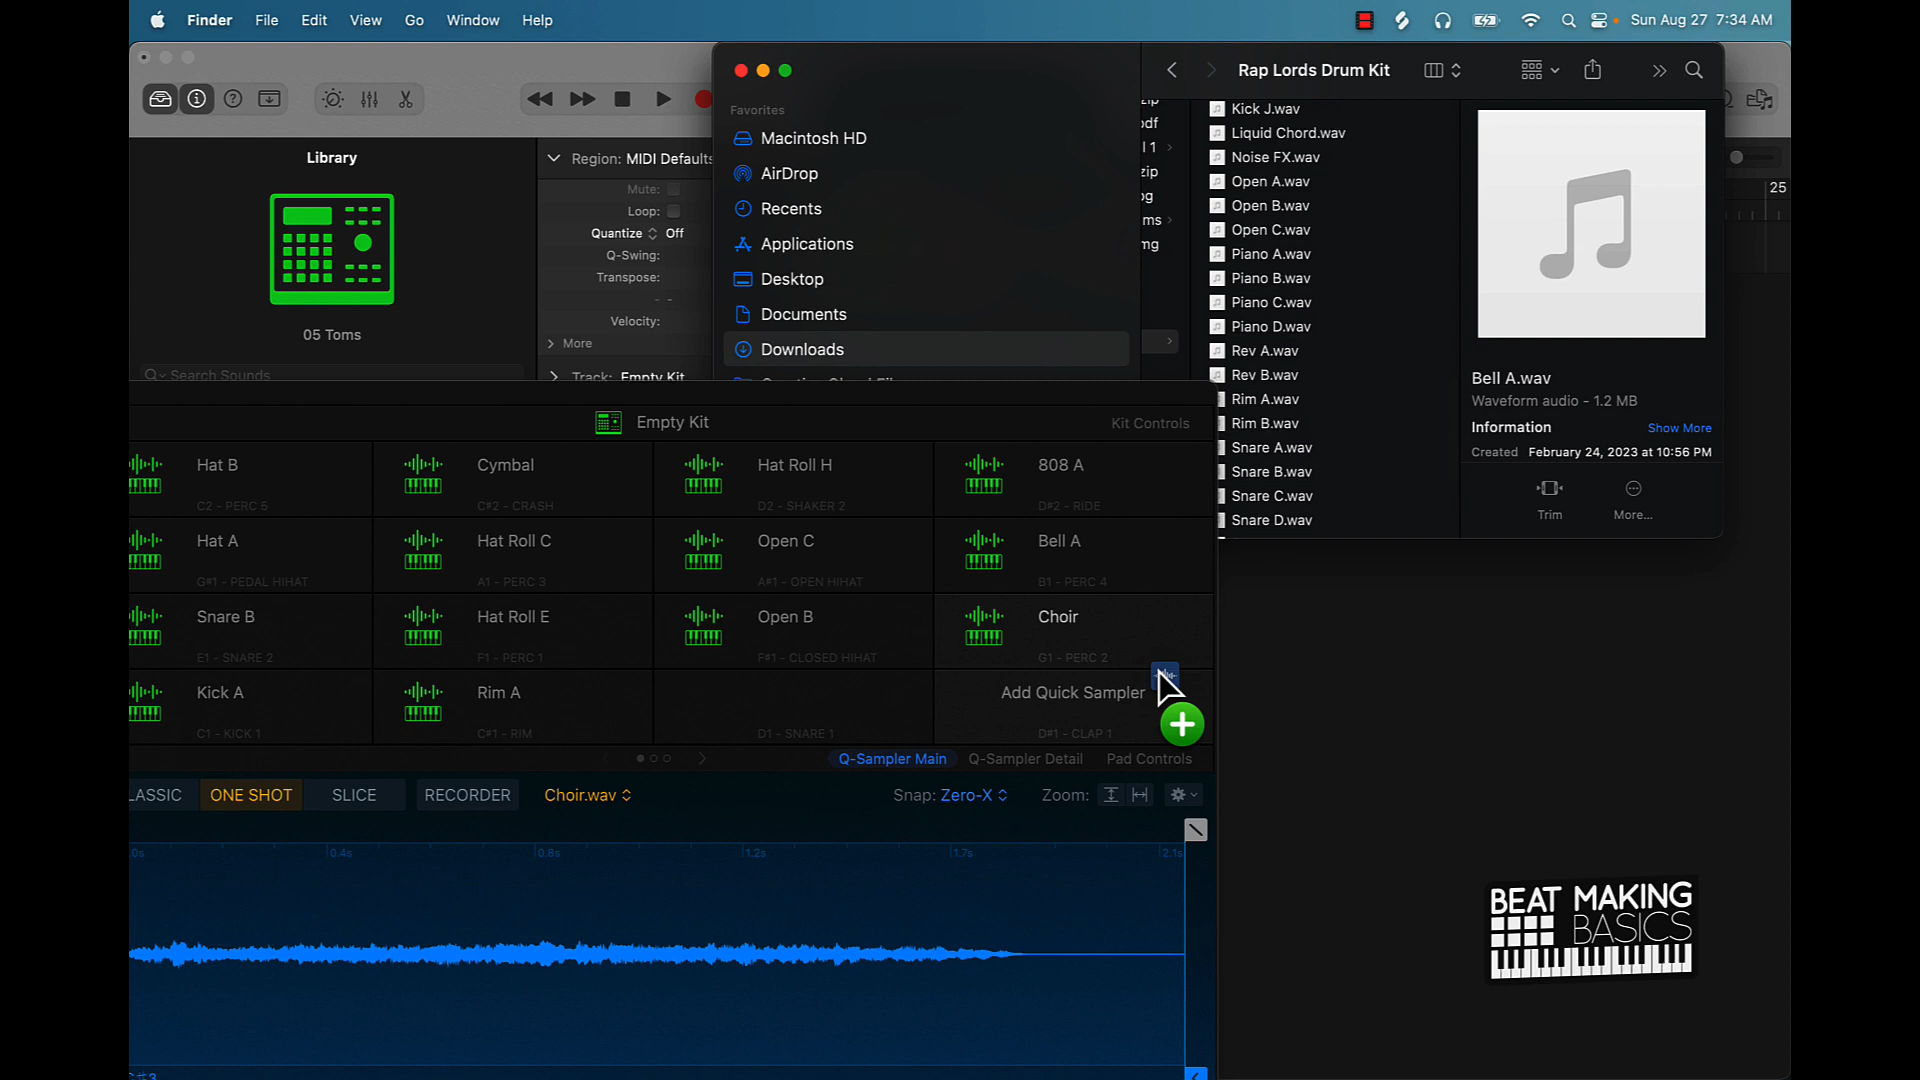 Finder File Edit View Go Window Help Sun Aug 27 7:34 AM
Rap Lords Drum Kit
Library
Region: MIDI Defaults
Mute:
Loop:
Quantize Off
Q-Swing:
Transpose:
Velocity:
More
Track: Empty Kit
05 Toms
Search Sounds
Favorites
Macintosh HD
AirDrop
Recents
Applications
Desktop
Documents
Downloads
zip
odf
l 1
zip
og
ms
mg
Kick J.wav
Liquid Chord.wav
Noise FX.wav
Open A.wav
Open B.wav
Open C.wav
Piano A.wav
Piano B.wav
Piano C.wav
Piano D.wav
Rev A.wav
Rev B.wav
Rim A.wav
Rim B.wav
Snare A.wav
Snare B.wav
Snare C.wav
Snare D.wav
25
Bell A.wav
Waveform audio - 1.2 MB
Information Show More
Created February 24, 2023 at 10:56 PM
Trim More...
Empty Kit Kit Controls
Hat B Cymbal Hat Roll H 808 A
C2 - PERC 5 C#2 - CRASH D2 - SHAKER 2 D#2 - RIDE
Hat A Hat Roll C Open C Bell A
G#1 - PEDAL HIHAT A1 - PERC 3 A#1 - OPEN HIHAT B1 - PERC 4
Snare B Hat Roll E Open B Choir
E1 - SNARE 2 F1 - PERC 1 F#1 - CLOSED HIHAT G1 - PERC 2
Kick A Rim A Add Quick Sampler
C1 - KICK 1 C#1 - RIM D1 - SNARE 1 D#1 - CLAP 1
Q-Sampler Main Q-Sampler Detail Pad Controls
LASSIC ONE SHOT SLICE RECORDER Choir.wav Snap: Zero-X Zoom:
0s 0.4s 0.8s 1.2s 1.7s 2.1s
BEAT MAKING
BASICS